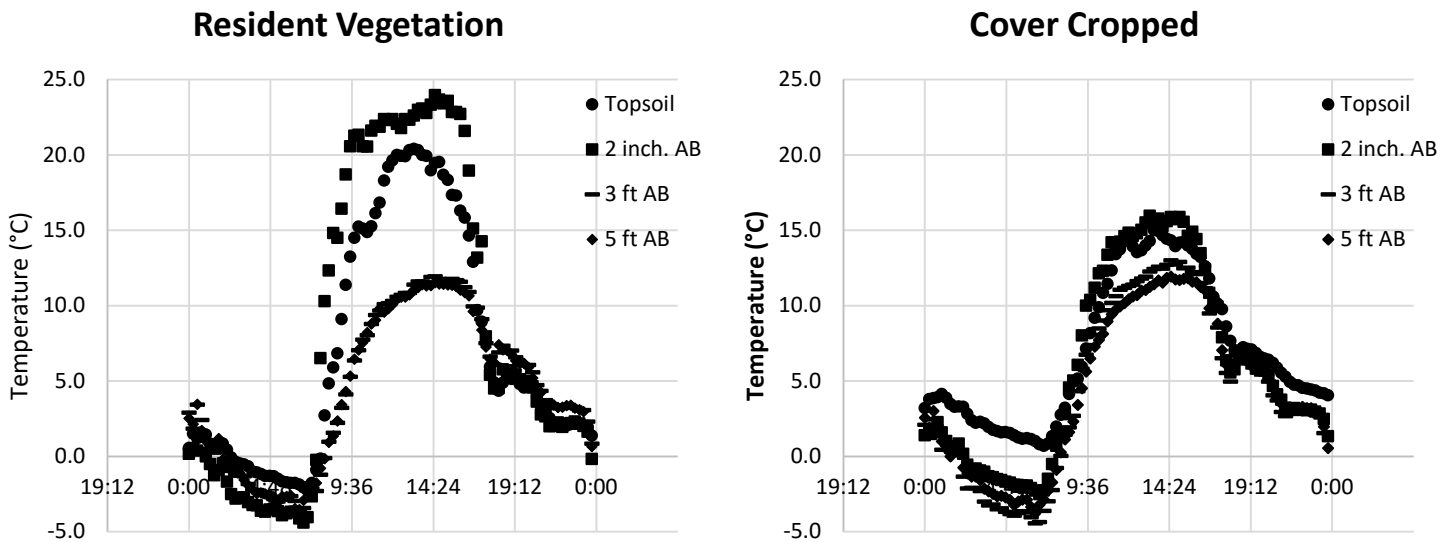 Resident Vegetation
25.0
20.0
15.0
10.0
5.0
0.0
-5.0
Temperature (°C)
Topsoil
2 inch. AB
3 ft AB
5 ft AB
19:12
0:00
9:36
14:24
19:12
0:00
Cover Cropped
25.0
20.0
15.0
10.0
5.0
0.0
-5.0
Temperature (°C)
Topsoil
2 inch. AB
3 ft AB
5 ft AB
19:12
0:00
9:36
14:24
19:12
0:00